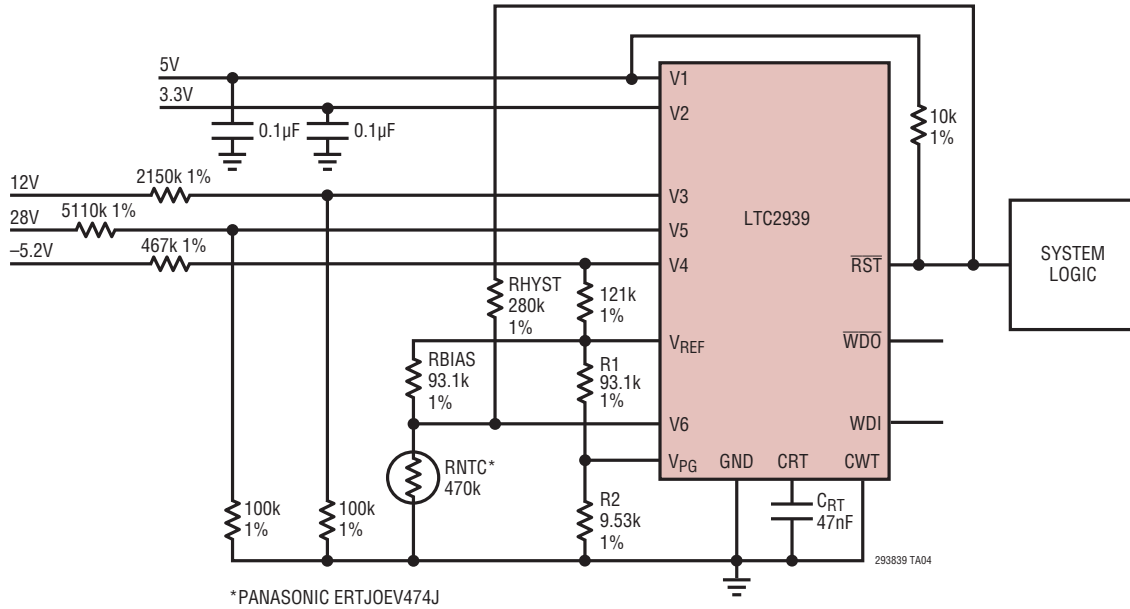 5V
3.3V
0.1µF
0.1µF
12V
2150k 1%
28V
5110k 1%
–5.2V
467k 1%
RHYST
280k
1%
121k
1%
RBIAS
93.1k
1%
R1
93.1k
1%
RNTC*
470k
100k
1%
100k
1%
R2
9.53k
1%
V1
V2
V3
V5
V4
VREF
V6
VPG
GND
CRT
CWT
LTC2939
RST
WDO
WDI
10k
1%
SYSTEM
LOGIC
CRT
47nF
293839 TA04
*PANASONIC ERTJOEV474J